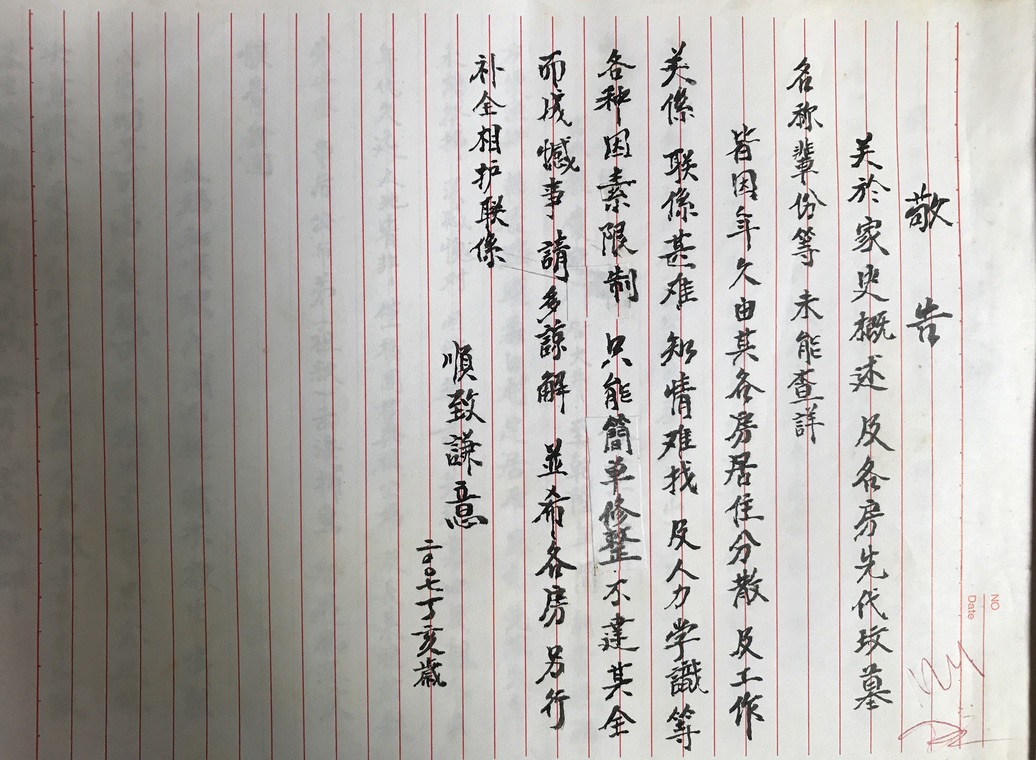 敬告
关於家史概述 及各房先代坟墓
名称輩份等 未能查詳
皆因年久由某各房居住分散 及工作
关係 联係甚难 知情难找 及人力学識等
各种因素限制 只能简单修整 不達其全
而成憾事 請多諒解 並希各房另行
补全相护联係
順致謙意
二〇〇七丁亥歲
NO
Date